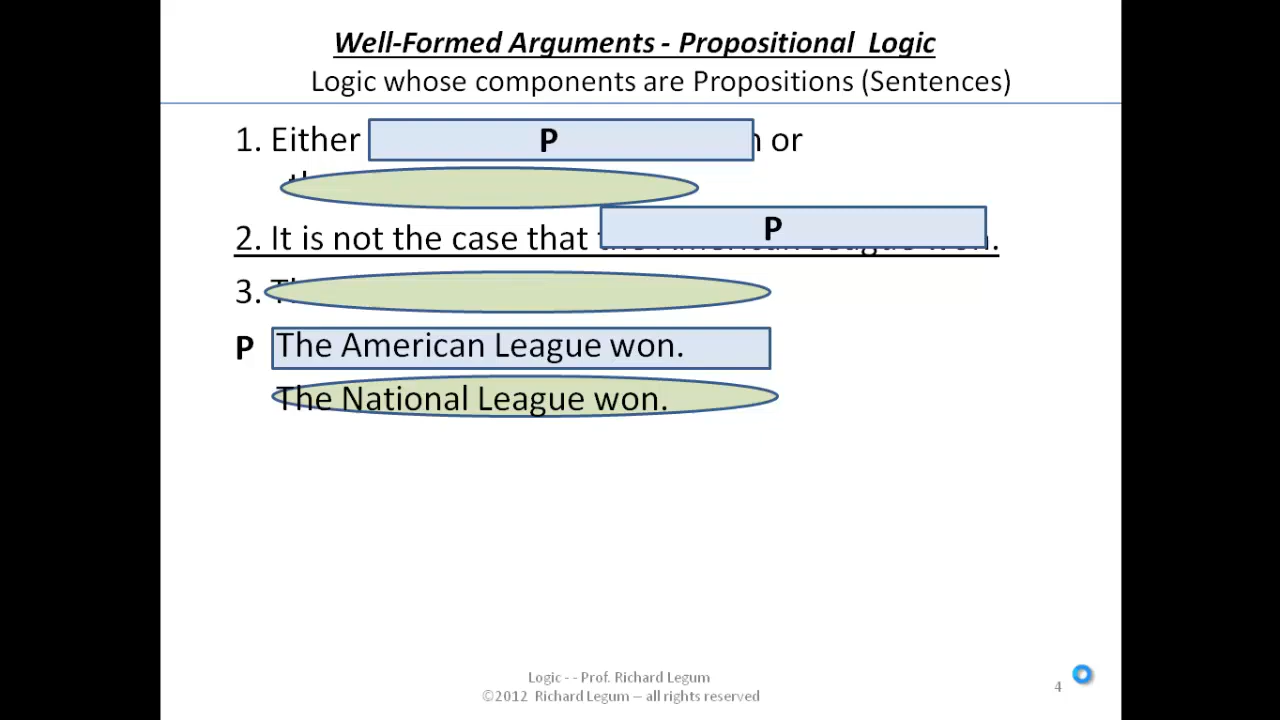 Well-Formed Arguments - Propositional Logic
Logic whose components are Propositions (Sentences)
1. Either P or
2. It is not the case that P
3.
P The American League won.
The National League won.
Logic - - Prof. Richard Legum
©2012 Richard Legum – all rights reserved
4